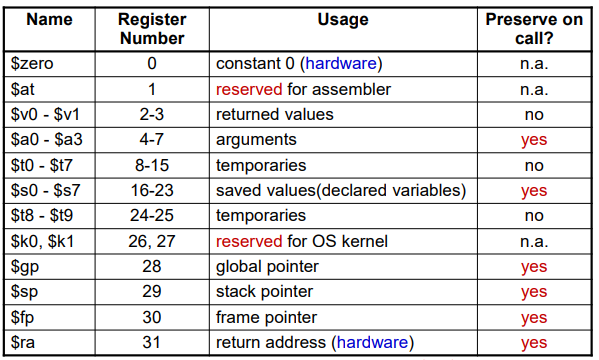 Name Register Number Usage Preserve on call?
$zero 0 constant 0 (hardware) n.a.
$at 1 reserved for assembler n.a.
$v0 - $v1 2-3 returned values no
$a0 - $a3 4-7 arguments yes
$t0 - $t7 8-15 temporaries no
$s0 - $s7 16-23 saved values(declared variables) yes
$t8 - $t9 24-25 temporaries no
$k0, $k1 26, 27 reserved for OS kernel n.a.
$gp 28 global pointer yes
$sp 29 stack pointer yes
$fp 30 frame pointer yes
$ra 31 return address (hardware) yes